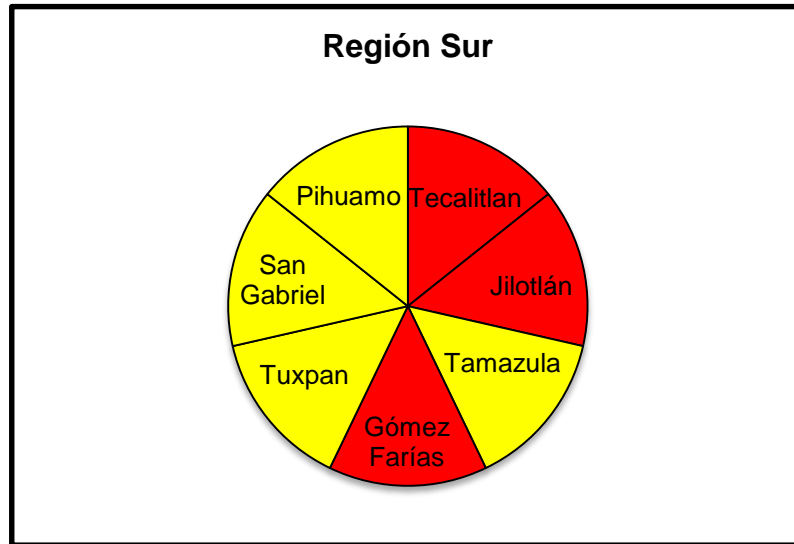 Región Sur
Pihuamo
Tecalitlan
San
Gabriel
Jilotlán
Tuxpan
Tamazula
Gómez
Farías